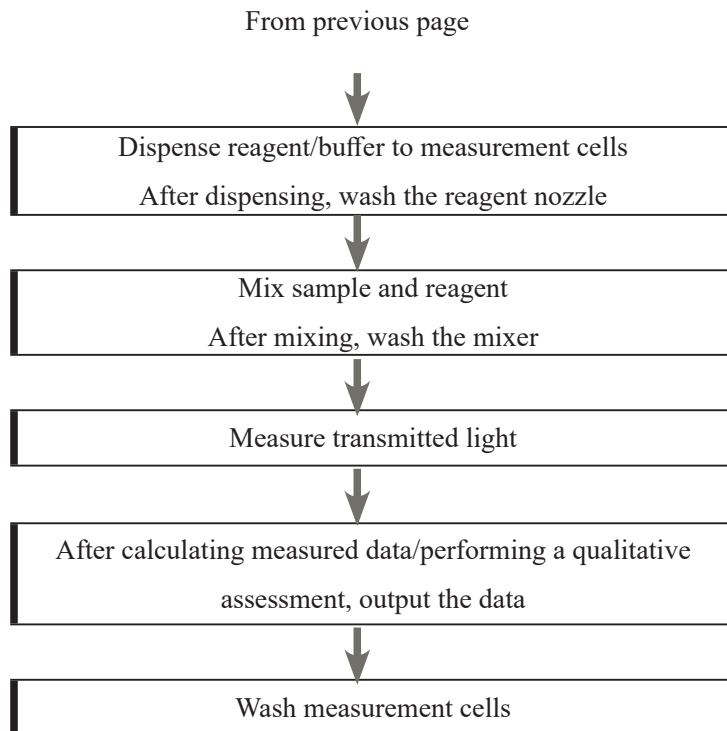 From previous page
Dispense reagent/buffer to measurement cells
After dispensing, wash the reagent nozzle
Mix sample and reagent
After mixing, wash the mixer
Measure transmitted light
After calculating measured data/performing a qualitative
assessment, output the data
Wash measurement cells